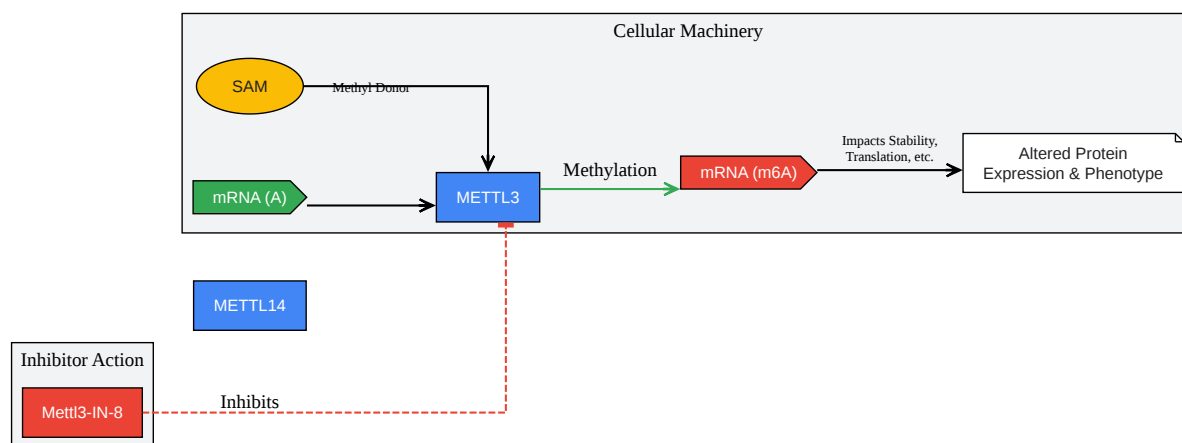 Cellular Machinery
SAM
Methyl Donor
mRNA (A)
METTL3
Methylation
mRNA (m6A)
Impacts Stability,
Translation, etc.
Altered Protein
Expression & Phenotype
METTL14
Inhibitor Action
Mettl3-IN-8
Inhibits